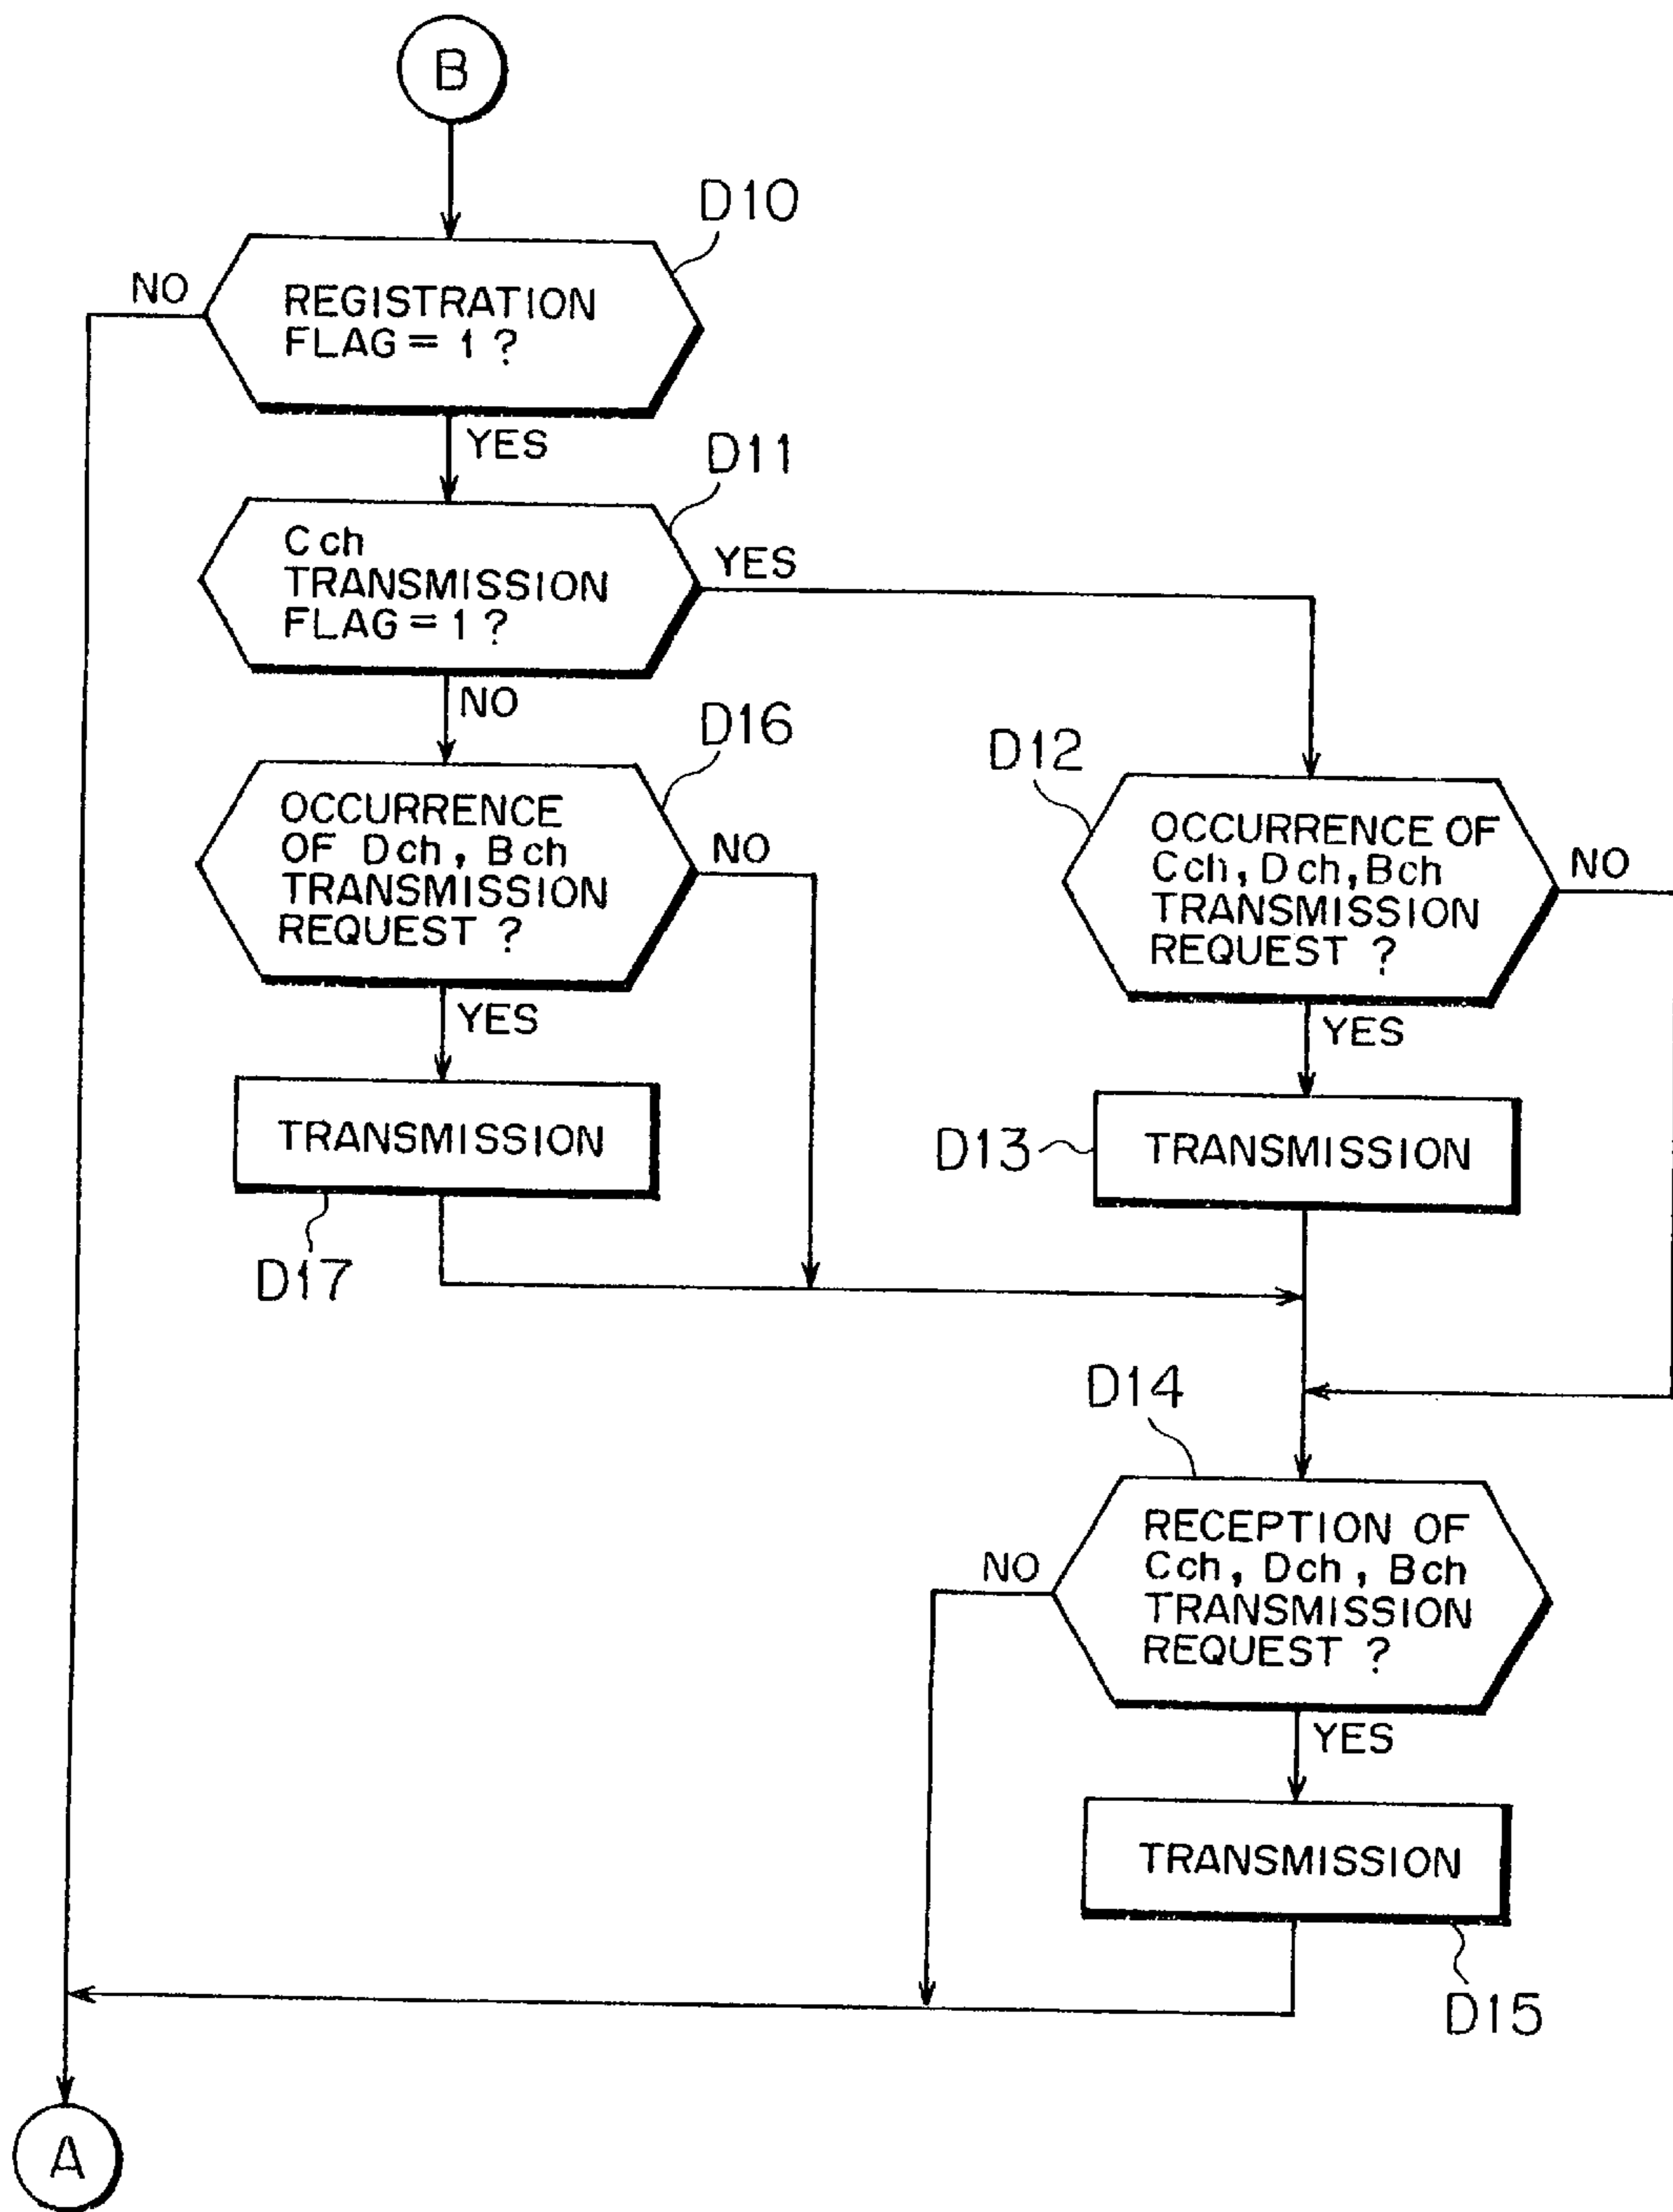 B
D10
NO
REGISTRATION
FLAG = 1 ?
YES
D11
Cch
TRANSMISSION
FLAG = 1 ?
YES
NO
D16
OCCURRENCE
OF Dch, Bch
TRANSMISSION
REQUEST ?
NO
YES
D12
OCCURRENCE OF
Cch, Dch, Bch
TRANSMISSION
REQUEST ?
NO
YES
TRANSMISSION
D17
D13
TRANSMISSION
D14
RECEPTION OF
Cch, Dch, Bch
TRANSMISSION
REQUEST ?
NO
YES
TRANSMISSION
D15
A